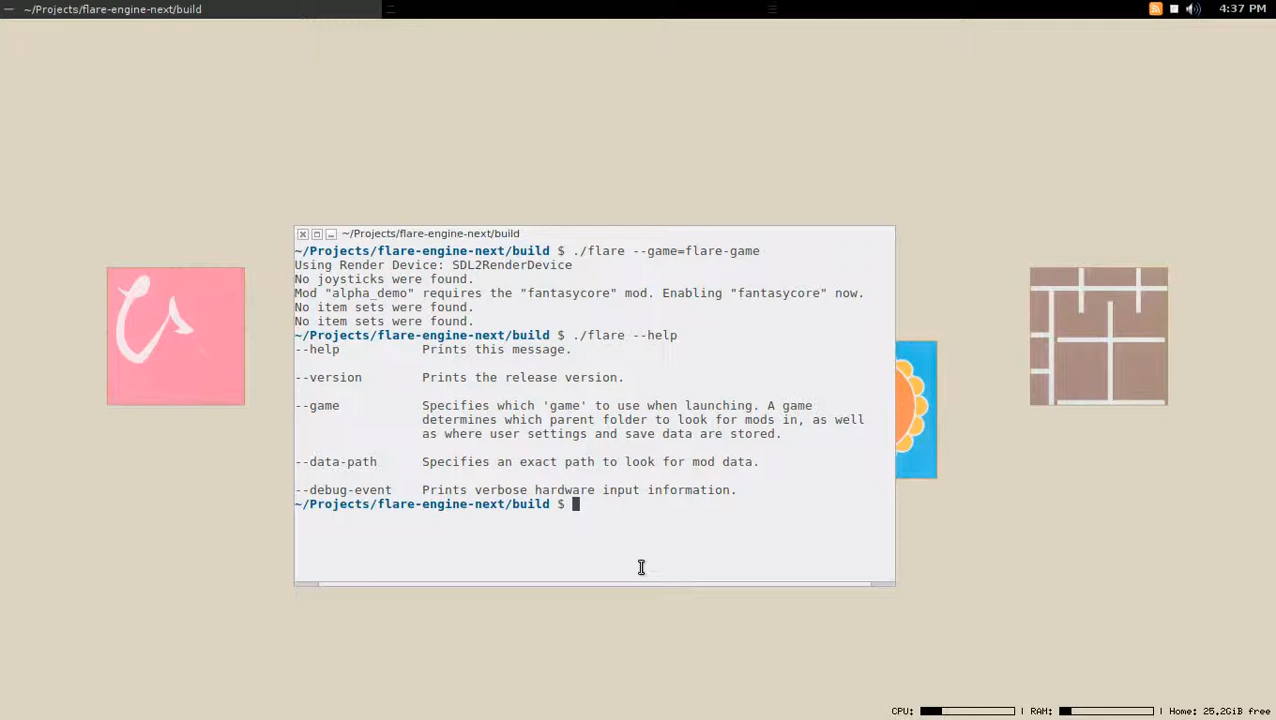 ~/Projects/flare-engine-next/build
4:37 PM
~/Projects/flare-engine-next/build
~/Projects/flare-engine-next/build $ ./flare --game=flare-game
Using Render Device: SDL2RenderDevice
No joysticks were found.
Mod "alpha_demo" requires the "fantasycore" mod. Enabling "fantasycore" now.
No item sets were found.
No item sets were found.
~/Projects/flare-engine-next/build $ ./flare --help
--help Prints this message.
--version Prints the release version.
--game Specifies which 'game' to use when launching. A game
determines which parent folder to look for mods in, as well
as where user settings and save data are stored.
--data-path Specifies an exact path to look for mod data.
--debug-event Prints verbose hardware input information.
~/Projects/flare-engine-next/build $
CPU: | RAM: | Home: 25.2GiB free